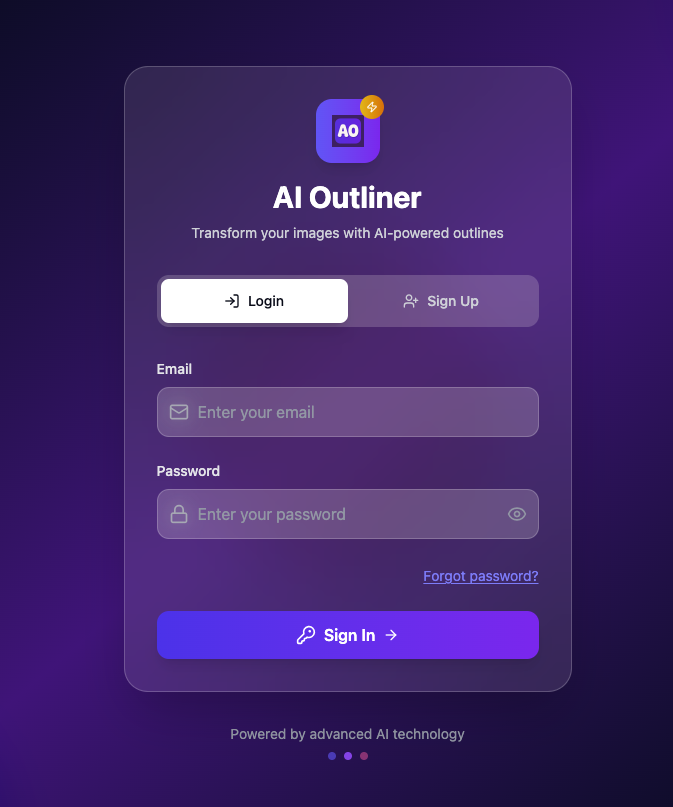 AO
AI Outliner
Transform your images with AI-powered outlines
Login
Sign Up
Email
Enter your email
Password
Enter your password
Forgot password?
Sign In
Powered by advanced AI technology